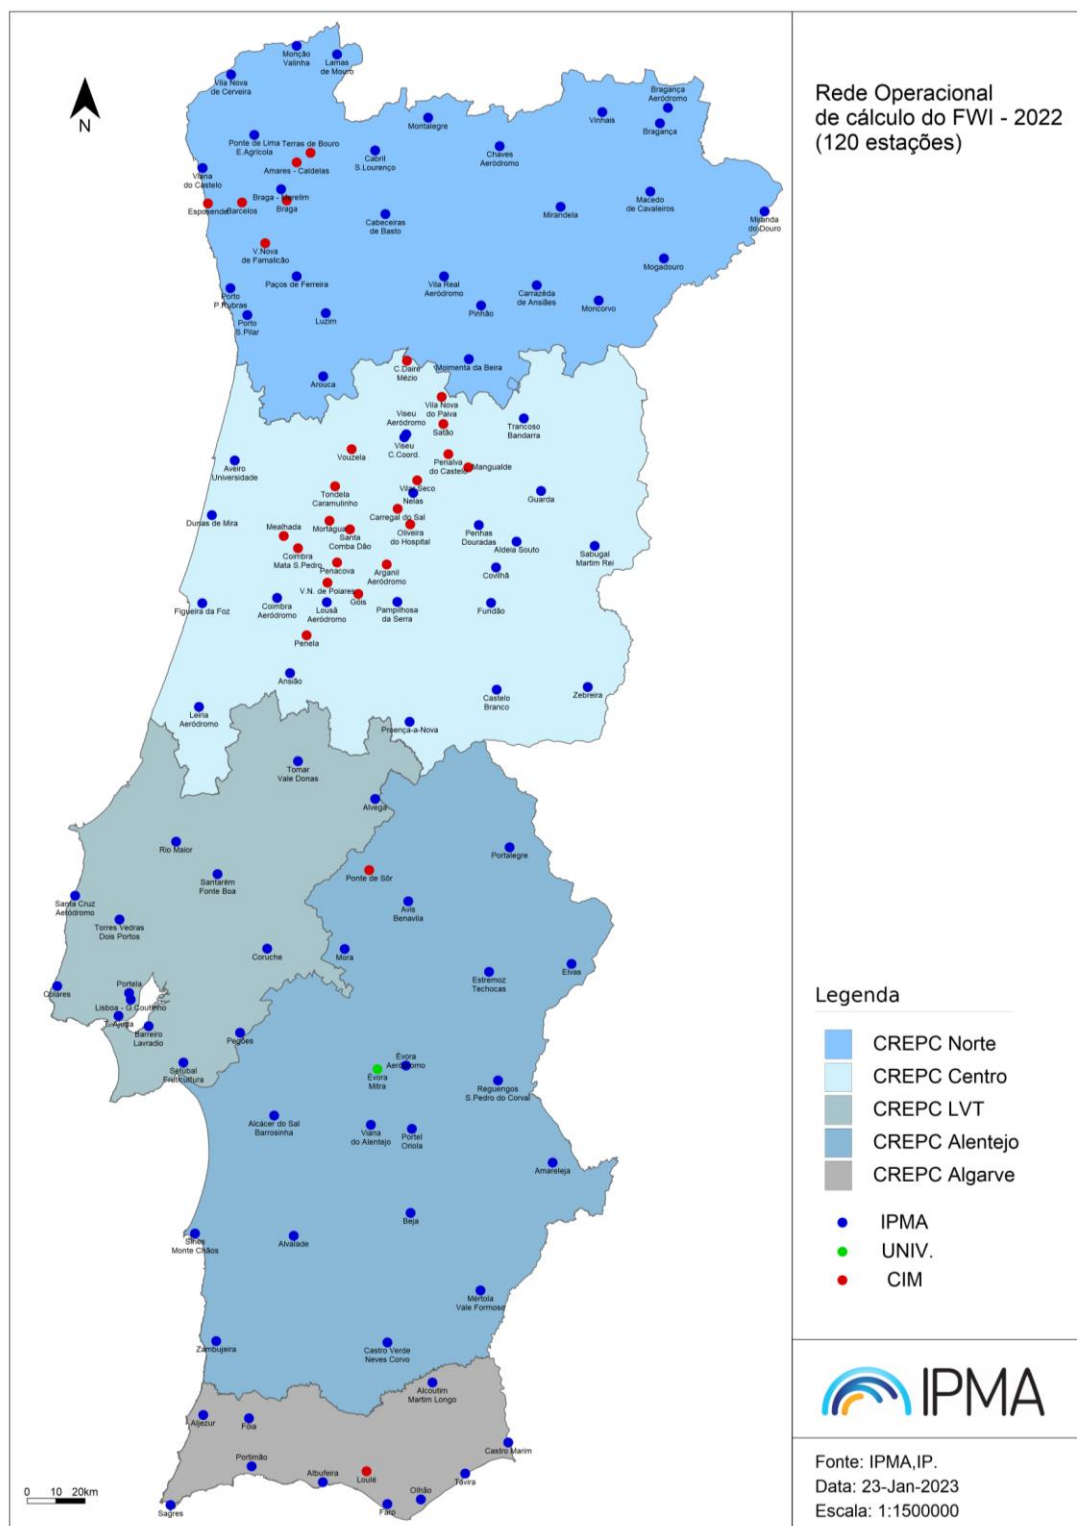 Rede Operacional
de cálculo do FWI - 2022
(120 estações)
N
Monção
Valinha
Lamas
de Mouro
Vila Nova
de Cerveira
Bragança
Aeródromo
Vinhais
Bragança
Montalegre
Ponte de Lima
E.Agricola
Terras de Bouro
Amares - Caldelas
Cabril
S.Lourenço
Chaves
Aeródromo
Viana
do Castelo
Braga - Merelim
Braga
Esposende
Barcelos
Cabeceiras
de Basto
Mirandela
Macedo
de Cavaleiros
Miranda
do Douro
V.Nova
de Famalicão
Mogadouro
Porto
P.Rubras
Paços de Ferreira
Vila Real
Aeródromo
Carrazêda
de Ansiães
Moncorvo
Porto
S.Pilar
Luzim
Pinhão
C.Daire
Mézio
Moimenta da Beira
Arouca
Vila Nova
do Paiva
Viseu
Aeródromo
Satão
Trancoso
Bandarra
Viseu
C.Coord.
Vouzela
Penalva
do Castelo
Mangualde
Aveiro
Universidade
Vilar Seco
Nelas
Tondela
Caramulinho
Guarda
Carregal do Sal
Dunas de Mira
Mortágua
Oliveira
do Hospital
Penhas
Douradas
Mealhada
Santa
Comba Dão
Aldeia Souto
Sabugal
Martim Rei
Coimbra
Mata S.Pedro
Penacova
Arganil
Aeródromo
Covilhã
V.N. de Poiares
Góis
Figueira da Foz
Coimbra
Aeródromo
Lousã
Aeródromo
Pampilhosa
da Serra
Fundão
Penela
Ansião
Castelo
Branco
Zebreira
Leiria
Aeródromo
Proença-a-Nova
Tomar
Vale Donas
Alvega
Rio Maior
Portalegre
Santarém
Fonte Boa
Ponte de Sôr
Santa Cruz
Aeródromo
Avis
Benavila
Torres Vedras
Dois Portos
Coruche
Mora
Estremoz
Techocas
Elvas
Colares
Portela
Lisboa - G.Coutinho
Ajuda
Barreiro
Lavradio
Pegões
Setúbal
Fruticultura
Évora
Aeródromo
Évora
Mitra
Reguengos
S.Pedro do Corval
Alcácer do Sal
Barrosinha
Viana
do Alentejo
Portel
Oriola
Amareleja
Beja
Sines
Monte Chãos
Alvalade
Mértola
Vale Formoso
Zambujeira
Castro Verde
Neves Corvo
Alcoutim
Martim Longo
Aljezur
Fóia
Castro Marim
Portimão
Albufeira
Loulé
Tavira
Olhão
Faro
Sagres
0 10 20km
Legenda
CREPC Norte
CREPC Centro
CREPC LVT
CREPC Alentejo
CREPC Algarve
IPMA
UNIV.
CIM
IPMA
Fonte: IPMA,IP.
Data: 23-Jan-2023
Escala: 1:1500000